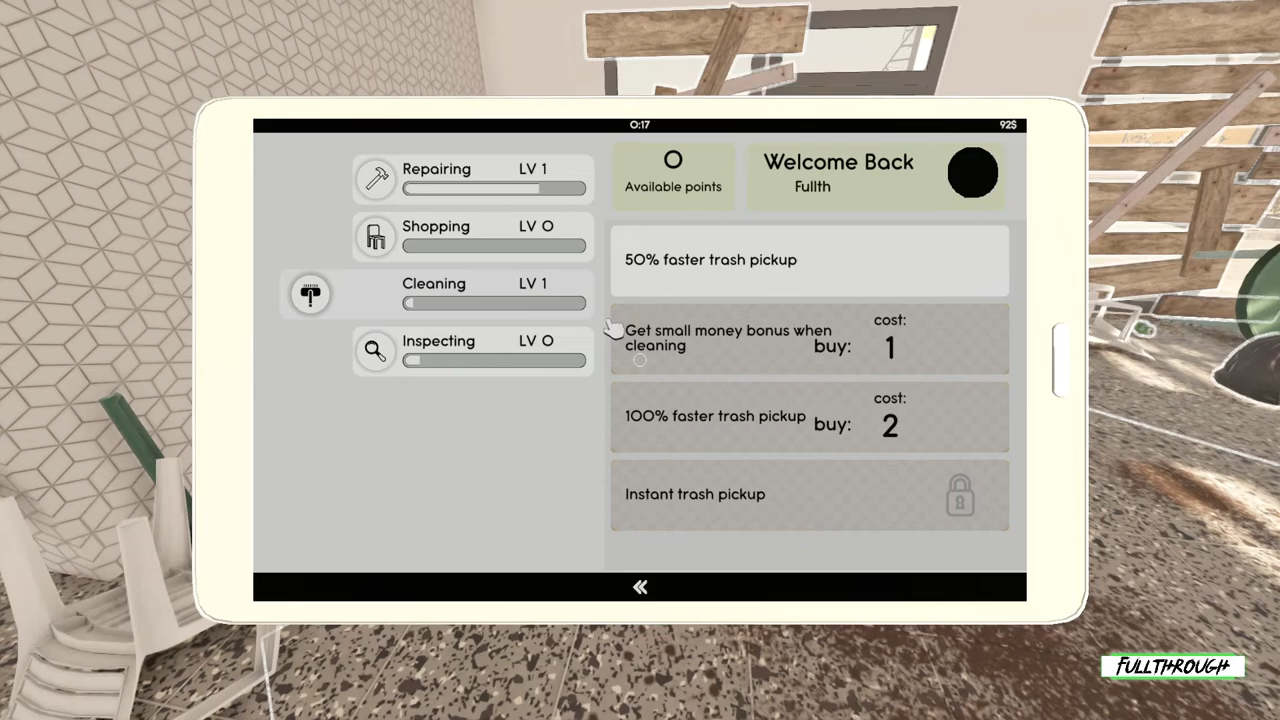 0:17
92$
Repairing LV 1
Shopping LV 0
Cleaning LV 1
Inspecting LV 0
0
Available points
Welcome Back
Fullth
50% faster trash pickup
Get small money bonus when
cleaning
buy:
cost:
1
100% faster trash pickup
buy:
cost:
2
Instant trash pickup
FULLTHROUGH